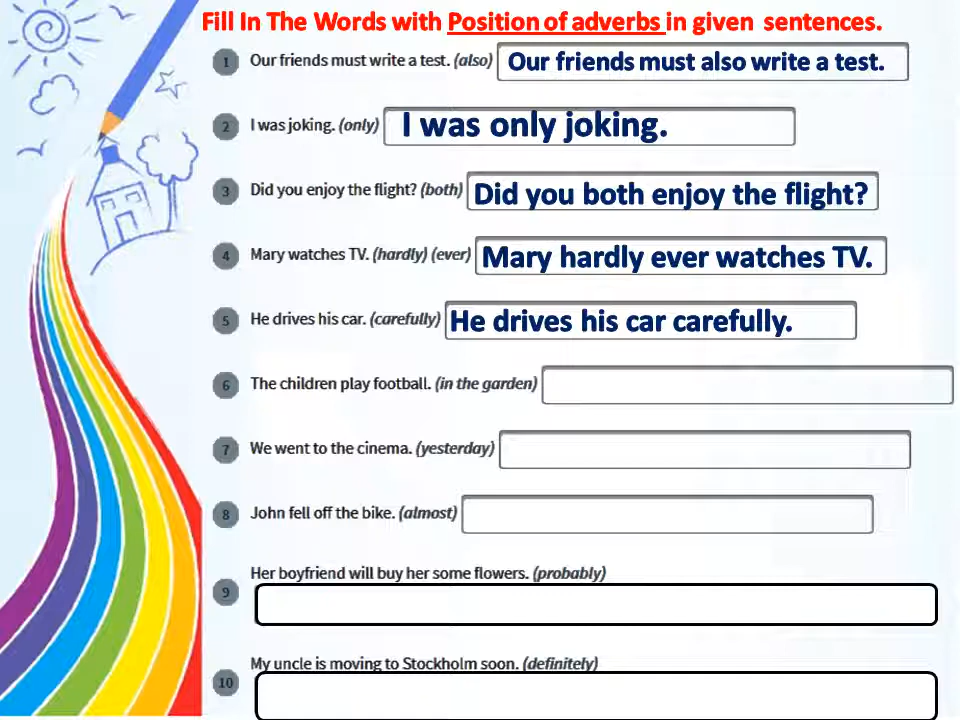 Fill In The Words with Position of adverbs in given sentences.
1 Our friends must write a test. (also) Our friends must also write a test.
2 I was joking. (only) I was only joking.
3 Did you enjoy the flight? (both) Did you both enjoy the flight?
4 Mary watches TV. (hardly) (ever) Mary hardly ever watches TV.
5 He drives his car. (carefully) He drives his car carefully.
6 The children play football. (in the garden)
7 We went to the cinema. (yesterday)
8 John fell off the bike. (almost)
Her boyfriend will buy her some flowers. (probably)
9
My uncle is moving to Stockholm soon. (definitely)
10